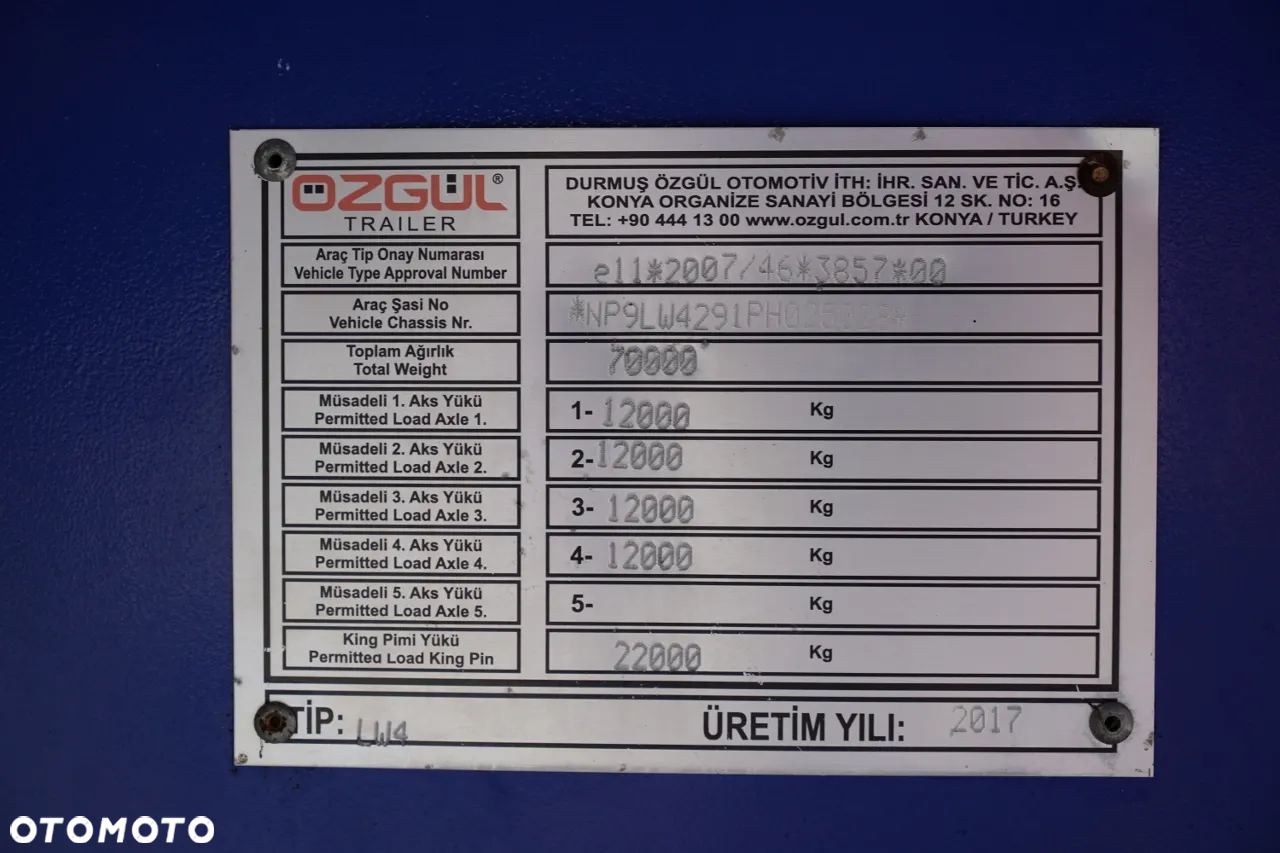 ÖZGÜL®
TRAILER
DURMUŞ ÖZGÜL OTOMOTİV İTH: İHR. SAN. VE TİC. A.Ş.
KONYA ORGANİZE SANAYİ BÖLGESİ 12 SK. NO: 16
TEL: +90 444 13 00 www.ozgul.com.tr KONYA / TURKEY
Araç Tip Onay Numarası
Vehicle Type Approval Number
e11*2007/46*3857*00
Araç Şasi No
Vehicle Chassis Nr.
Toplam Ağırlık
Total Weight
70000
Müsadeli 1. Aks Yükü
Permitted Load Axle 1.
1- 12000 Kg
Müsadeli 2. Aks Yükü
Permitted Load Axle 2.
2- 12000 Kg
Müsadeli 3. Aks Yükü
Permitted Load Axle 3.
3- 12000 Kg
Müsadeli 4. Aks Yükü
Permitted Load Axle 4.
4- 12000 Kg
Müsadeli 5. Aks Yükü
Permitted Load Axle 5.
5- Kg
King Pimi Yükü
Permitted Load King Pin
22000 Kg
TİP: LW4
ÜRETİM YILI: 2017
OTOMOTO